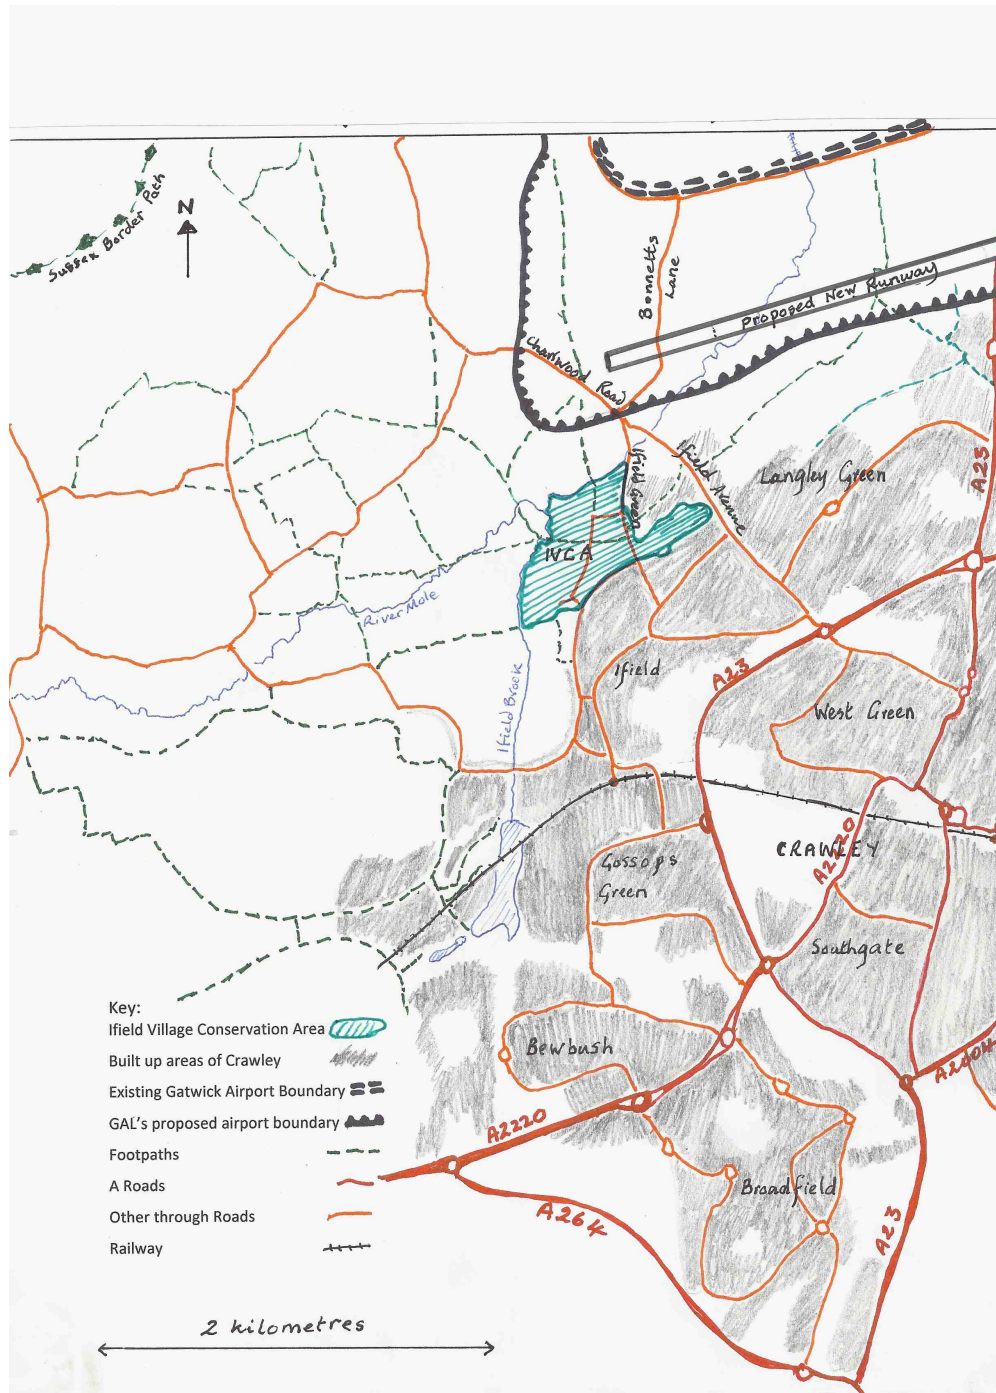 Sussex Border Path
N
Bonnetts
Lane
Proposed New Runway
Charlwood Road
Ifield Green
Ifield Avenue
Langley Green
A23
IVCA
River Mole
Ifield Brook
Ifield
A23
West Green
CRAWLEY
A2220
Gossops
Green
Southgate
Bewbush
A2220
A264
Broadfield
A23
A2004
Key:
Ifield Village Conservation Area
Built up areas of Crawley
Existing Gatwick Airport Boundary
GAL's proposed airport boundary
Footpaths
A Roads
Other through Roads
Railway
2 kilometres